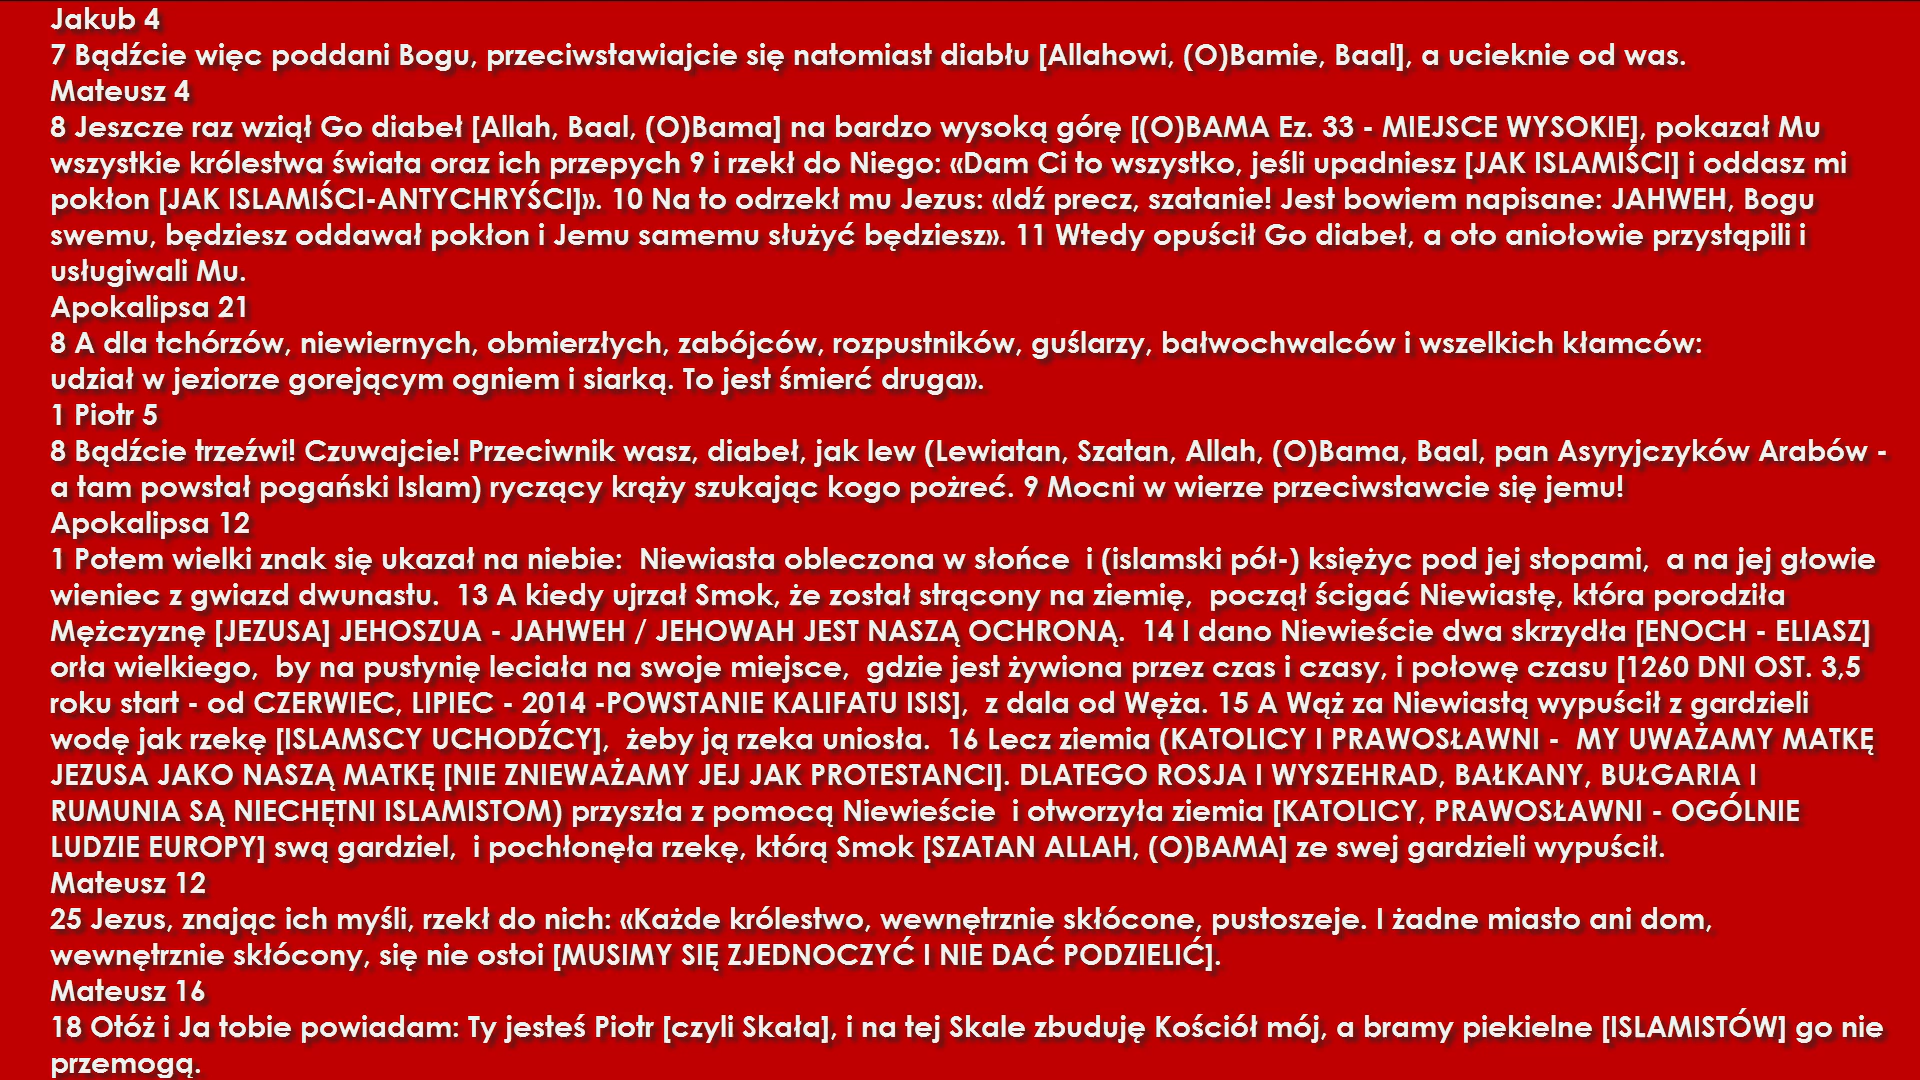 Jakub 4
7 Bądźcie więc poddani Bogu, przeciwstawiajcie się natomiast diabłu [Allahowi, (O)Bamie, Baal], a ucieknie od was.
Mateusz 4
8 Jeszcze raz wziął Go diabeł [Allah, Baal, (O)Bama] na bardzo wysoką górę [(O)BAMA Ez. 33 - MIEJSCE WYSOKIE], pokazał Mu
wszystkie królestwa świata oraz ich przepych 9 i rzekł do Niego: «Dam Ci to wszystko, jeśli upadniesz [JAK ISLAMIŚCI] i oddasz mi
pokłon [JAK ISLAMIŚCI-ANTYCHRYŚCI]». 10 Na to odrzekł mu Jezus: «Idź precz, szatanie! Jest bowiem napisane: JAHWEH, Bogu
swemu, będziesz oddawał pokłon i Jemu samemu służyć będziesz». 11 Wtedy opuścił Go diabeł, a oto aniołowie przystąpili i
usługiwali Mu.
Apokalipsa 21
8 A dla tchórzów, niewiernych, obmierzłych, zabójców, rozpustników, guślarzy, bałwochwalców i wszelkich kłamców:
udział w jeziorze gorejącym ogniem i siarką. To jest śmierć druga».
1 Piotr 5
8 Bądźcie trzeźwi! Czuwajcie! Przeciwnik wasz, diabeł, jak lew (Lewiatan, Szatan, Allah, (O)Bama, Baal, pan Asyryjczyków Arabów -
a tam powstał pogański Islam) ryczący krąży szukając kogo pożreć. 9 Mocni w wierze przeciwstawcie się jemu!
Apokalipsa 12
1 Potem wielki znak się ukazał na niebie:  Niewiasta obleczona w słońce  i (islamski pół-) księżyc pod jej stopami,  a na jej głowie
wieniec z gwiazd dwunastu.  13 A kiedy ujrzał Smok, że został strącony na ziemię,  począł ścigać Niewiastę, która porodziła
Mężczyznę [JEZUSA] JEHOSZUA - JAHWEH / JEHOWAH JEST NASZĄ OCHRONĄ.  14 I dano Niewieście dwa skrzydła [ENOCH - ELIASZ]
orła wielkiego,  by na pustynię leciała na swoje miejsce,  gdzie jest żywiona przez czas i czasy, i połowę czasu [1260 DNI OST. 3,5
roku start - od CZERWIEC, LIPIEC - 2014 -POWSTANIE KALIFATU ISIS],  z dala od Węża. 15 A Wąż za Niewiastą wypuścił z gardzieli
wodę jak rzekę [ISLAMSCY UCHODŹCY],  żeby ją rzeka uniosła.  16 Lecz ziemia (KATOLICY I PRAWOSŁAWNI -  MY UWAŻAMY MATKĘ
JEZUSA JAKO NASZĄ MATKĘ [NIE ZNIEWAŻAMY JEJ JAK PROTESTANCI]. DLATEGO ROSJA I WYSZEHRAD, BAŁKANY, BUŁGARIA I
RUMUNIA SĄ NIECHĘTNI ISLAMISTOM) przyszła z pomocą Niewieście  i otworzyła ziemia [KATOLICY, PRAWOSŁAWNI - OGÓLNIE
LUDZIE EUROPY] swą gardziel,  i pochłonęła rzekę, którą Smok [SZATAN ALLAH, (O)BAMA] ze swej gardzieli wypuścił.
Mateusz 12
25 Jezus, znając ich myśli, rzekł do nich: «Każde królestwo, wewnętrznie skłócone, pustoszeje. I żadne miasto ani dom,
wewnętrznie skłócony, się nie ostoi [MUSIMY SIĘ ZJEDNOCZYĆ I NIE DAĆ PODZIELIĆ].
Mateusz 16
18 Otóż i Ja tobie powiadam: Ty jesteś Piotr [czyli Skała], i na tej Skale zbuduję Kościół mój, a bramy piekielne [ISLAMISTÓW] go nie
przemogą.